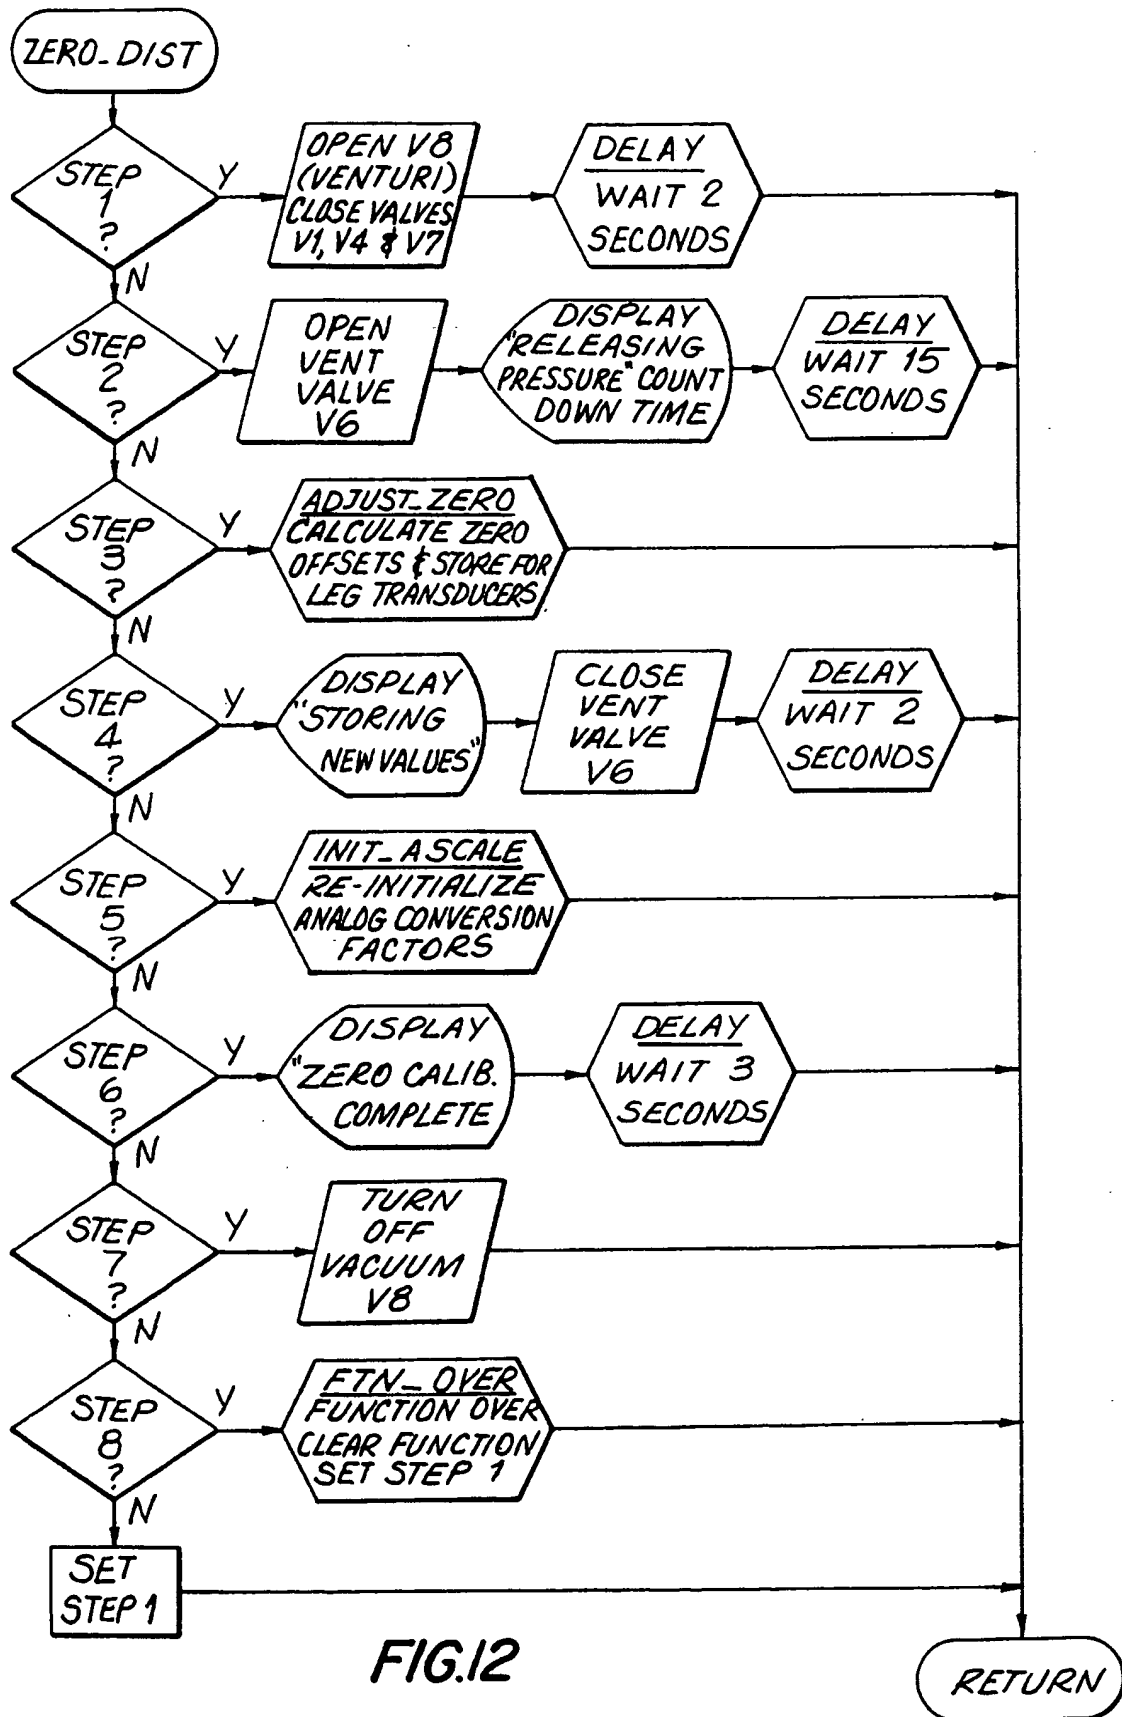 ZERO_DIST
STEP
1
?
Y
OPEN V8
(VENTURI)
CLOSE VALVES
V1, V4 & V7
DELAY
WAIT 2
SECONDS
N
STEP
2
?
Y
OPEN
VENT
VALVE
V6
DISPLAY
"RELEASING
PRESSURE" COUNT
DOWN TIME
DELAY
WAIT 15
SECONDS
N
STEP
3
?
Y
ADJUST_ZERO
CALCULATE ZERO
OFFSETS & STORE FOR
LEG TRANSDUCERS
N
STEP
4
?
Y
DISPLAY
"STORING
NEW VALUES"
CLOSE
VENT
VALVE
V6
DELAY
WAIT 2
SECONDS
N
STEP
5
?
Y
INIT_ASCALE
RE-INITIALIZE
ANALOG CONVERSION
FACTORS
N
STEP
6
?
Y
DISPLAY
"ZERO CALIB.
COMPLETE
DELAY
WAIT 3
SECONDS
N
STEP
7
?
Y
TURN
OFF
VACUUM
V8
N
STEP
8
?
Y
FTN_OVER
FUNCTION OVER
CLEAR FUNCTION
SET STEP 1
N
SET
STEP 1
FIG.12
RETURN